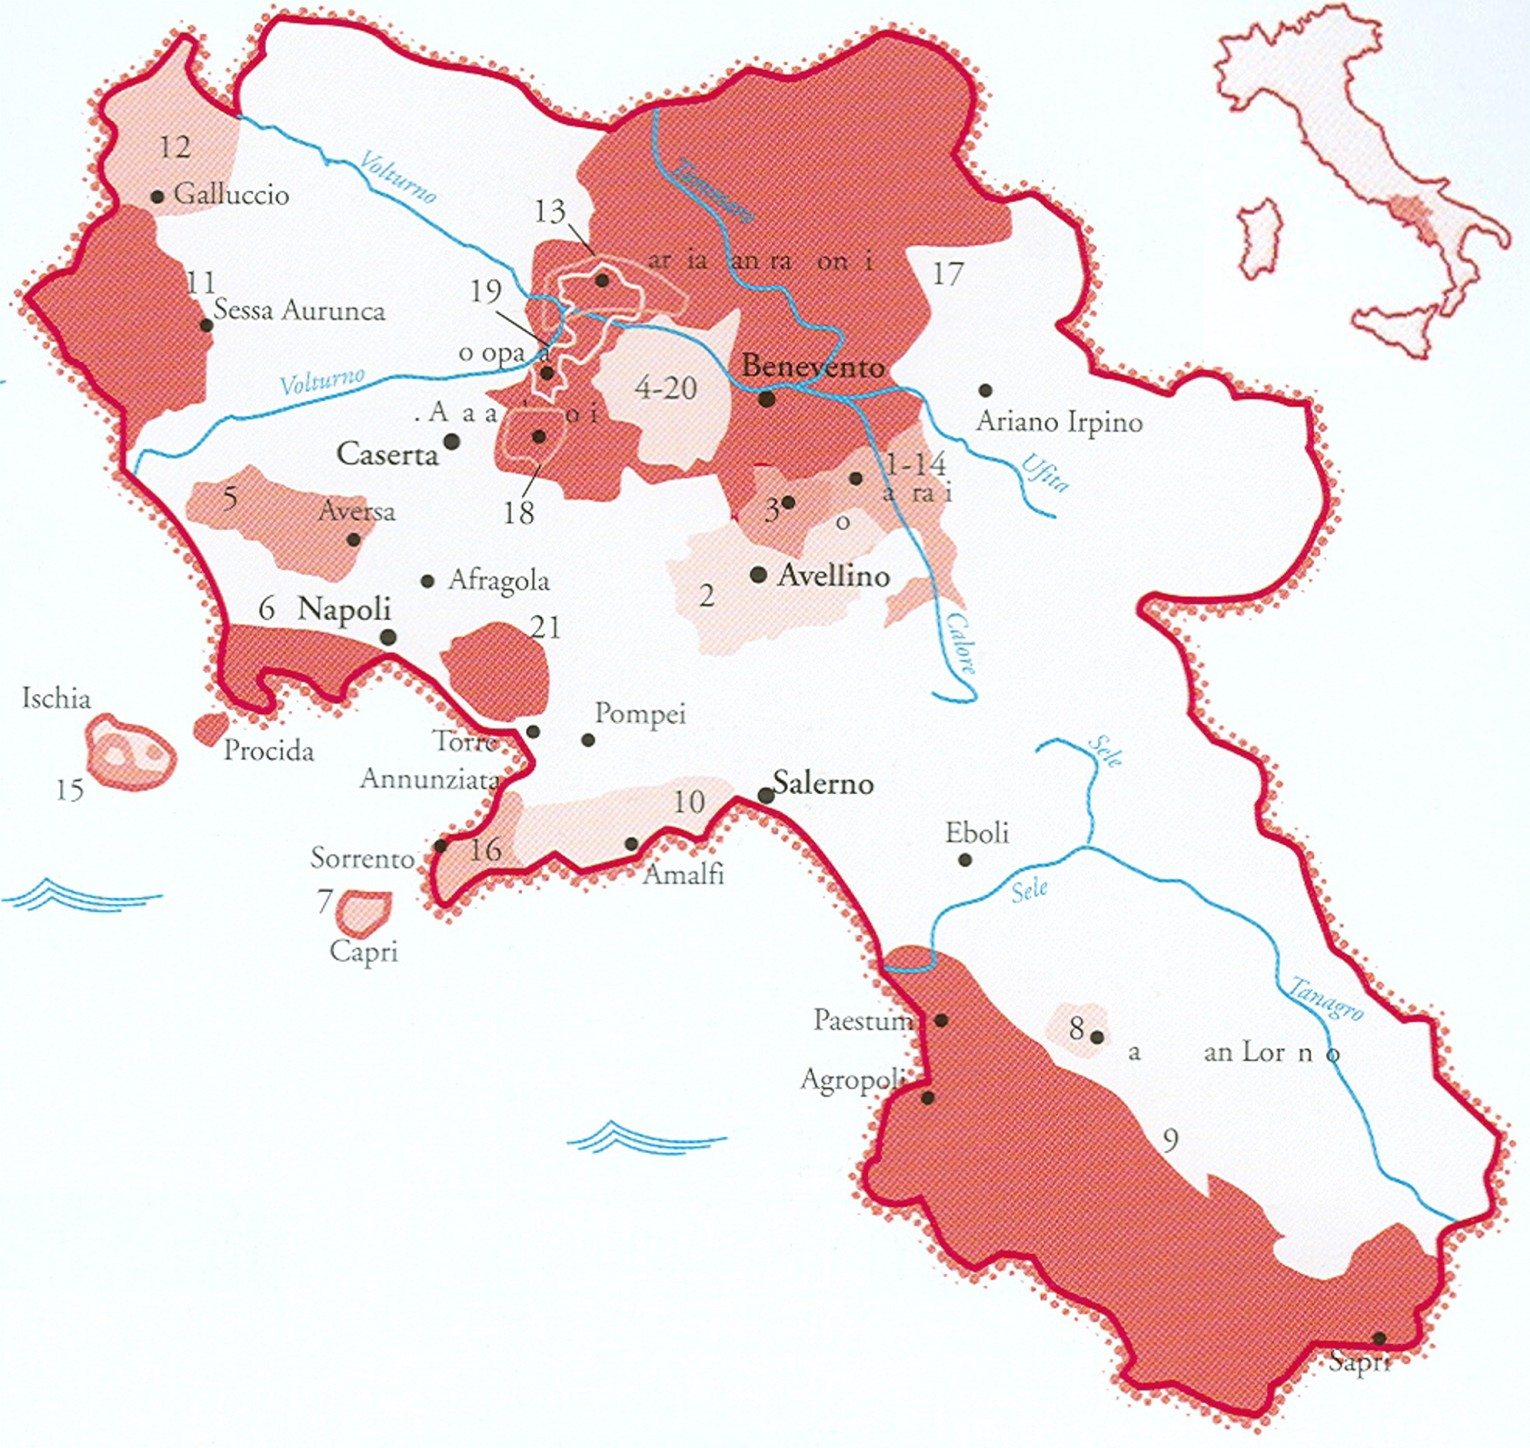 12
Galluccio
Volturno
13
11
Sessa Aurunca
19
17
Volturno
4-20
Benevento
Ariano Irpino
Caserta
Ufita
5
Aversa
18
3
1-14
Afragola
2
Avellino
6
Napoli
21
Calore
Ischia
Procida
15
Torre
Annunziata
Pompei
Sele
10
Salerno
Sorrento
16
Amalfi
Eboli
7
Capri
Sele
Tanagro
Paestum
8
Agropoli
9
Sapri